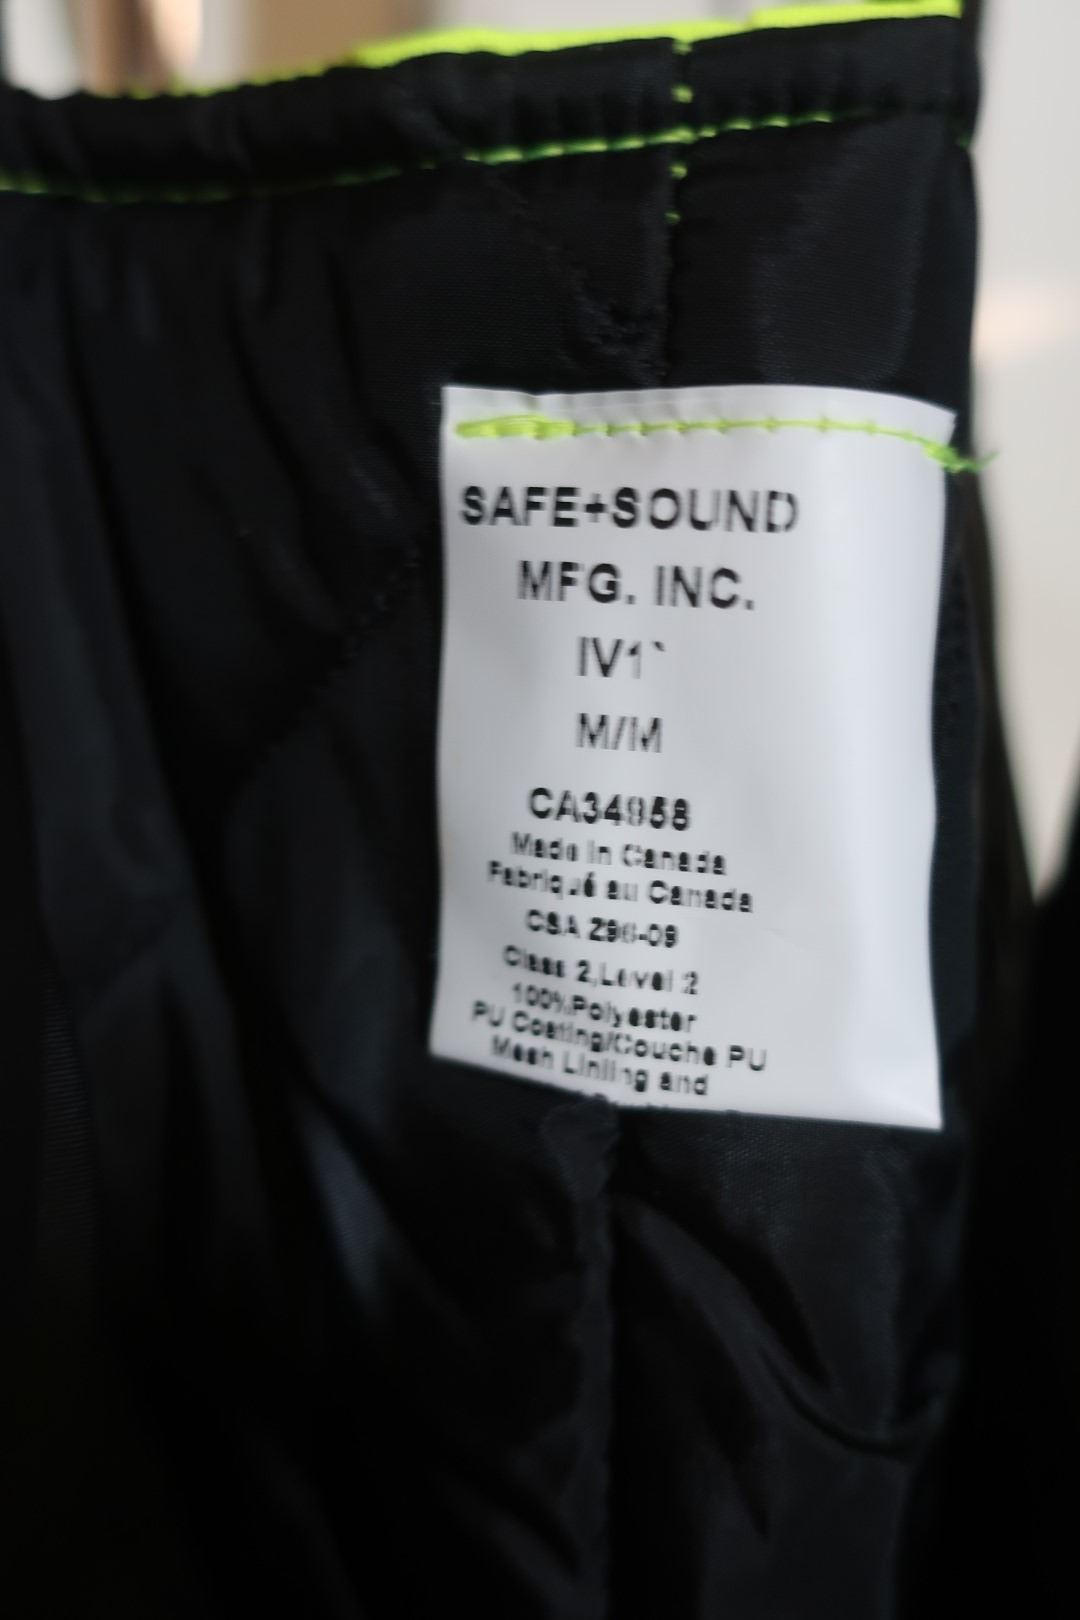 SAFE+SOUND
MFG. INC.
IV1`
M/M
CA34958
Made in Canada
Fabriqué au Canada
CSA Z96-09
Class 2,Level 2
100%Polyester
PU Coating/Couche PU
Mesh Liniing and